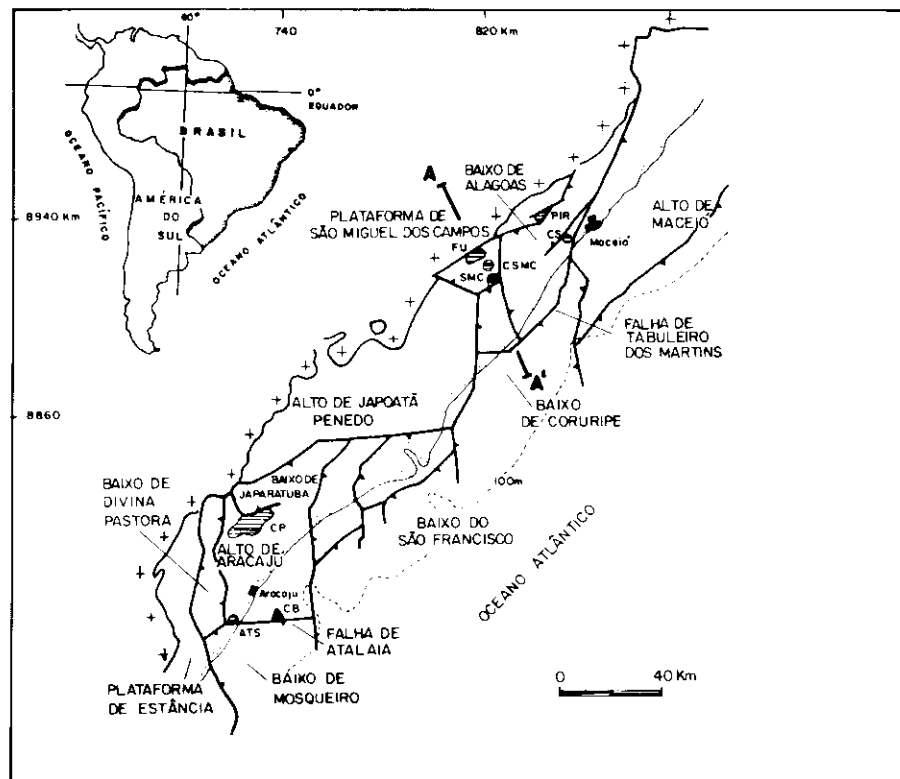 60°
740
820 Km
0°
EQUADOR
BRASIL
OCEANO PACÍFICO
AMÉRICA
DO
SUL
OCEANO ATLÂNTICO
8940 Km
8860
A
BAIXO DE
ALAGOAS
PLATAFORMA DE
SÃO MIGUEL DOS CAMPOS
PIR
CS
Maceió
ALTO DE
MACEIÓ
FU
CSMC
SMC
FALHA DE
TABULEIRO
DOS MARTINS
A'
BAIXO
DE CORURIPE
ALTO DE JAPOATÃ
PENEDO
BAIXO DE
JAPARATUBA
BAIXO DE
DIVINA
PASTORA
CP
ALTO DE
ARACAJU
100m
BAIXO DO
SÃO FRANCISCO
OCEANO ATLÂNTICO
Aracaju
CB
ATS
FALHA DE
ATALAIA
PLATAFORMA
DE ESTÂNCIA
BAIXO DE
MOSQUEIRO
0
40 Km